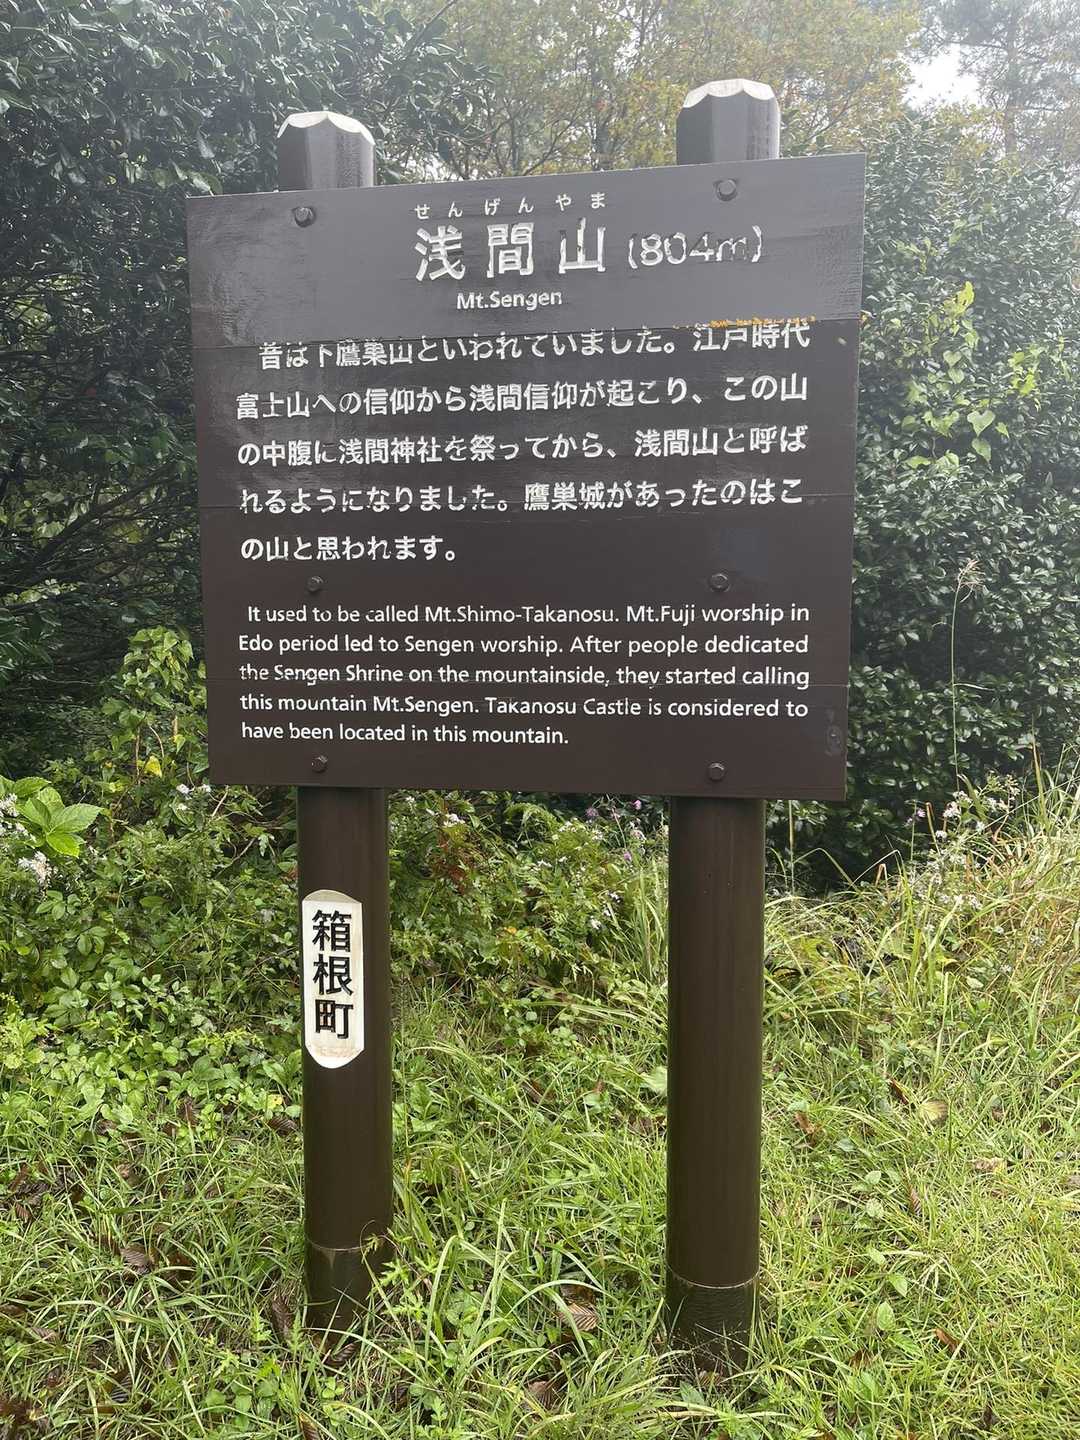 せんげんやま
浅間山(804m)
Mt.Sengen
昔は下鷹巣山といわれていました。江戸時代
富士山への信仰から浅間信仰が起こり、この山
の中腹に浅間神社を祭ってから、浅間山と呼ば
れるようになりました。鷹巣城があったのはこ
の山と思われます。
It used to be called Mt.Shimo-Takanosu. Mt.Fuji worship in
Edo period led to Sengen worship. After people dedicated
the Sengen Shrine on the mountainside, they started calling
this mountain Mt.Sengen. Takanosu Castle is considered to
have been located in this mountain.
箱根町